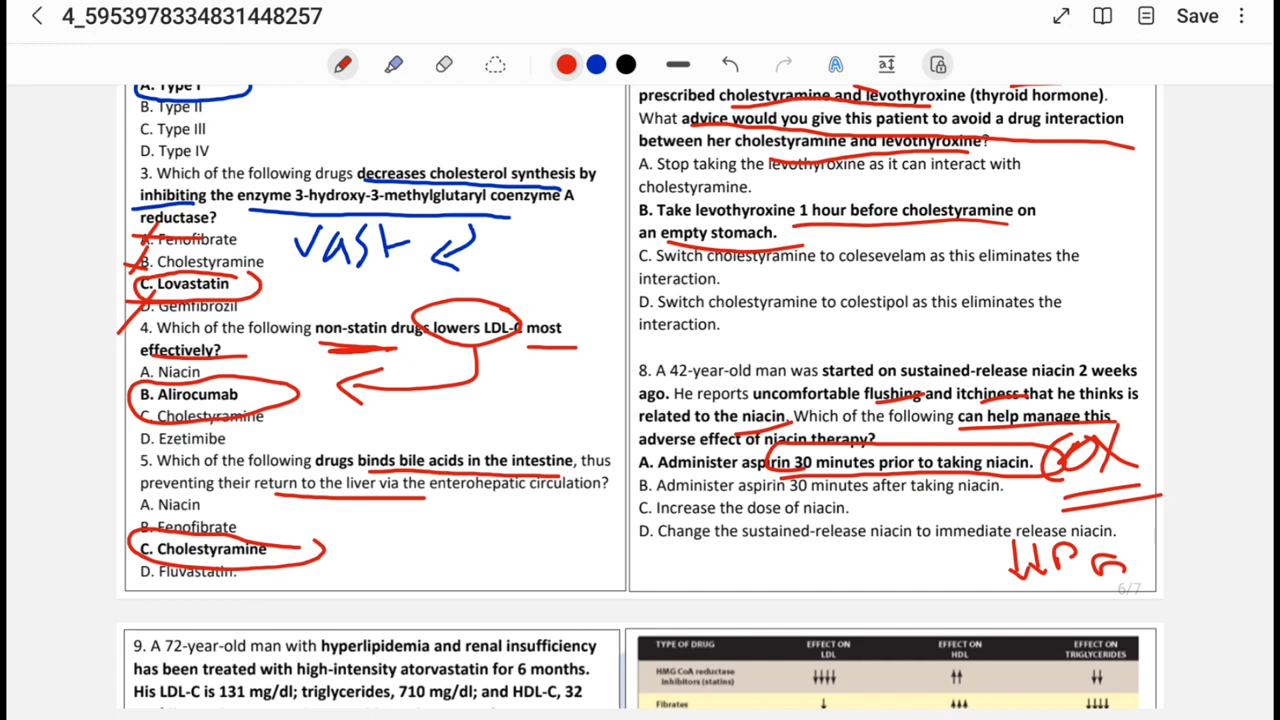 4_5953978334831448257
Save
A. Type I
B. Type II
C. Type III
D. Type IV
3. Which of the following drugs decreases cholesterol synthesis by
inhibiting the enzyme 3-hydroxy-3-methylglutaryl coenzyme A
reductase?
A. Fenofibrate
B. Cholestyramine
C. Lovastatin
D. Gemfibrozil
vast
4. Which of the following non-statin drugs lowers LDL-C most
effectively?
A. Niacin
B. Alirocumab
C. Cholestyramine
D. Ezetimibe
5. Which of the following drugs binds bile acids in the intestine, thus
preventing their return to the liver via the enterohepatic circulation?
A. Niacin
B. Fenofibrate
C. Cholestyramine
D. Fluvastatin.
prescribed cholestyramine and levothyroxine (thyroid hormone).
What advice would you give this patient to avoid a drug interaction
between her cholestyramine and levothyroxine?
A. Stop taking the levothyroxine as it can interact with
cholestyramine.
B. Take levothyroxine 1 hour before cholestyramine on
an empty stomach.
C. Switch cholestyramine to colesevelam as this eliminates the
interaction.
D. Switch cholestyramine to colestipol as this eliminates the
interaction.
8. A 42-year-old man was started on sustained-release niacin 2 weeks
ago. He reports uncomfortable flushing and itchiness that he thinks is
related to the niacin. Which of the following can help manage this
adverse effect of niacin therapy?
A. Administer aspirin 30 minutes prior to taking niacin.
COX
B. Administer aspirin 30 minutes after taking niacin.
C. Increase the dose of niacin.
D. Change the sustained-release niacin to immediate release niacin.
6/7
9. A 72-year-old man with hyperlipidemia and renal insufficiency
has been treated with high-intensity atorvastatin for 6 months.
His LDL-C is 131 mg/dl; triglycerides, 710 mg/dl; and HDL-C, 32
TYPE OF DRUG EFFECT ON LDL EFFECT ON HDL EFFECT ON TRIGLYCERIDES
HMG CoA reductase inhibitors (statins) ↓↓↓↓ ↑↑ ↓↓
Fibrates ↓ ↑↑↑ ↓↓↓↓